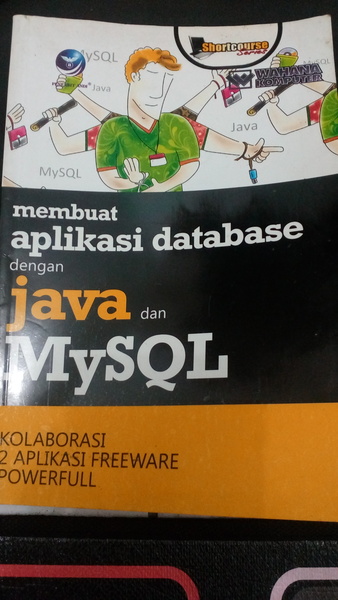 Shortcourse
series
MySQL
WAHANA
KOMPUTER
Java
Java
MySQL
membuat
aplikasi database
dengan
java dan
MySQL
KOLABORASI
2 APLIKASI FREEWARE
POWERFULL